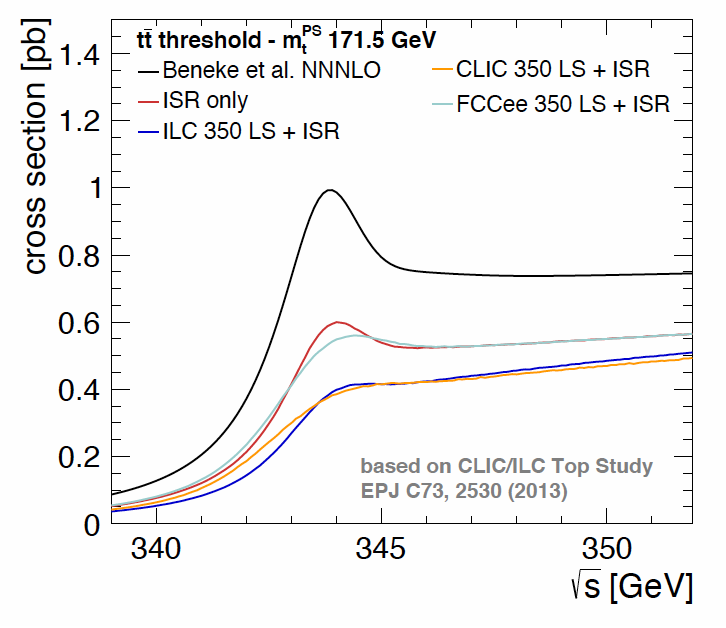 tt̄ threshold - mₜᴾˢ 171.5 GeV
Beneke et al. NNNLO
ISR only
ILC 350 LS + ISR
CLIC 350 LS + ISR
FCCee 350 LS + ISR
cross section [pb]
1.4
1.2
1
0.8
0.6
0.4
0.2
0
based on CLIC/ILC Top Study
EPJ C73, 2530 (2013)
340
345
350
√s [GeV]